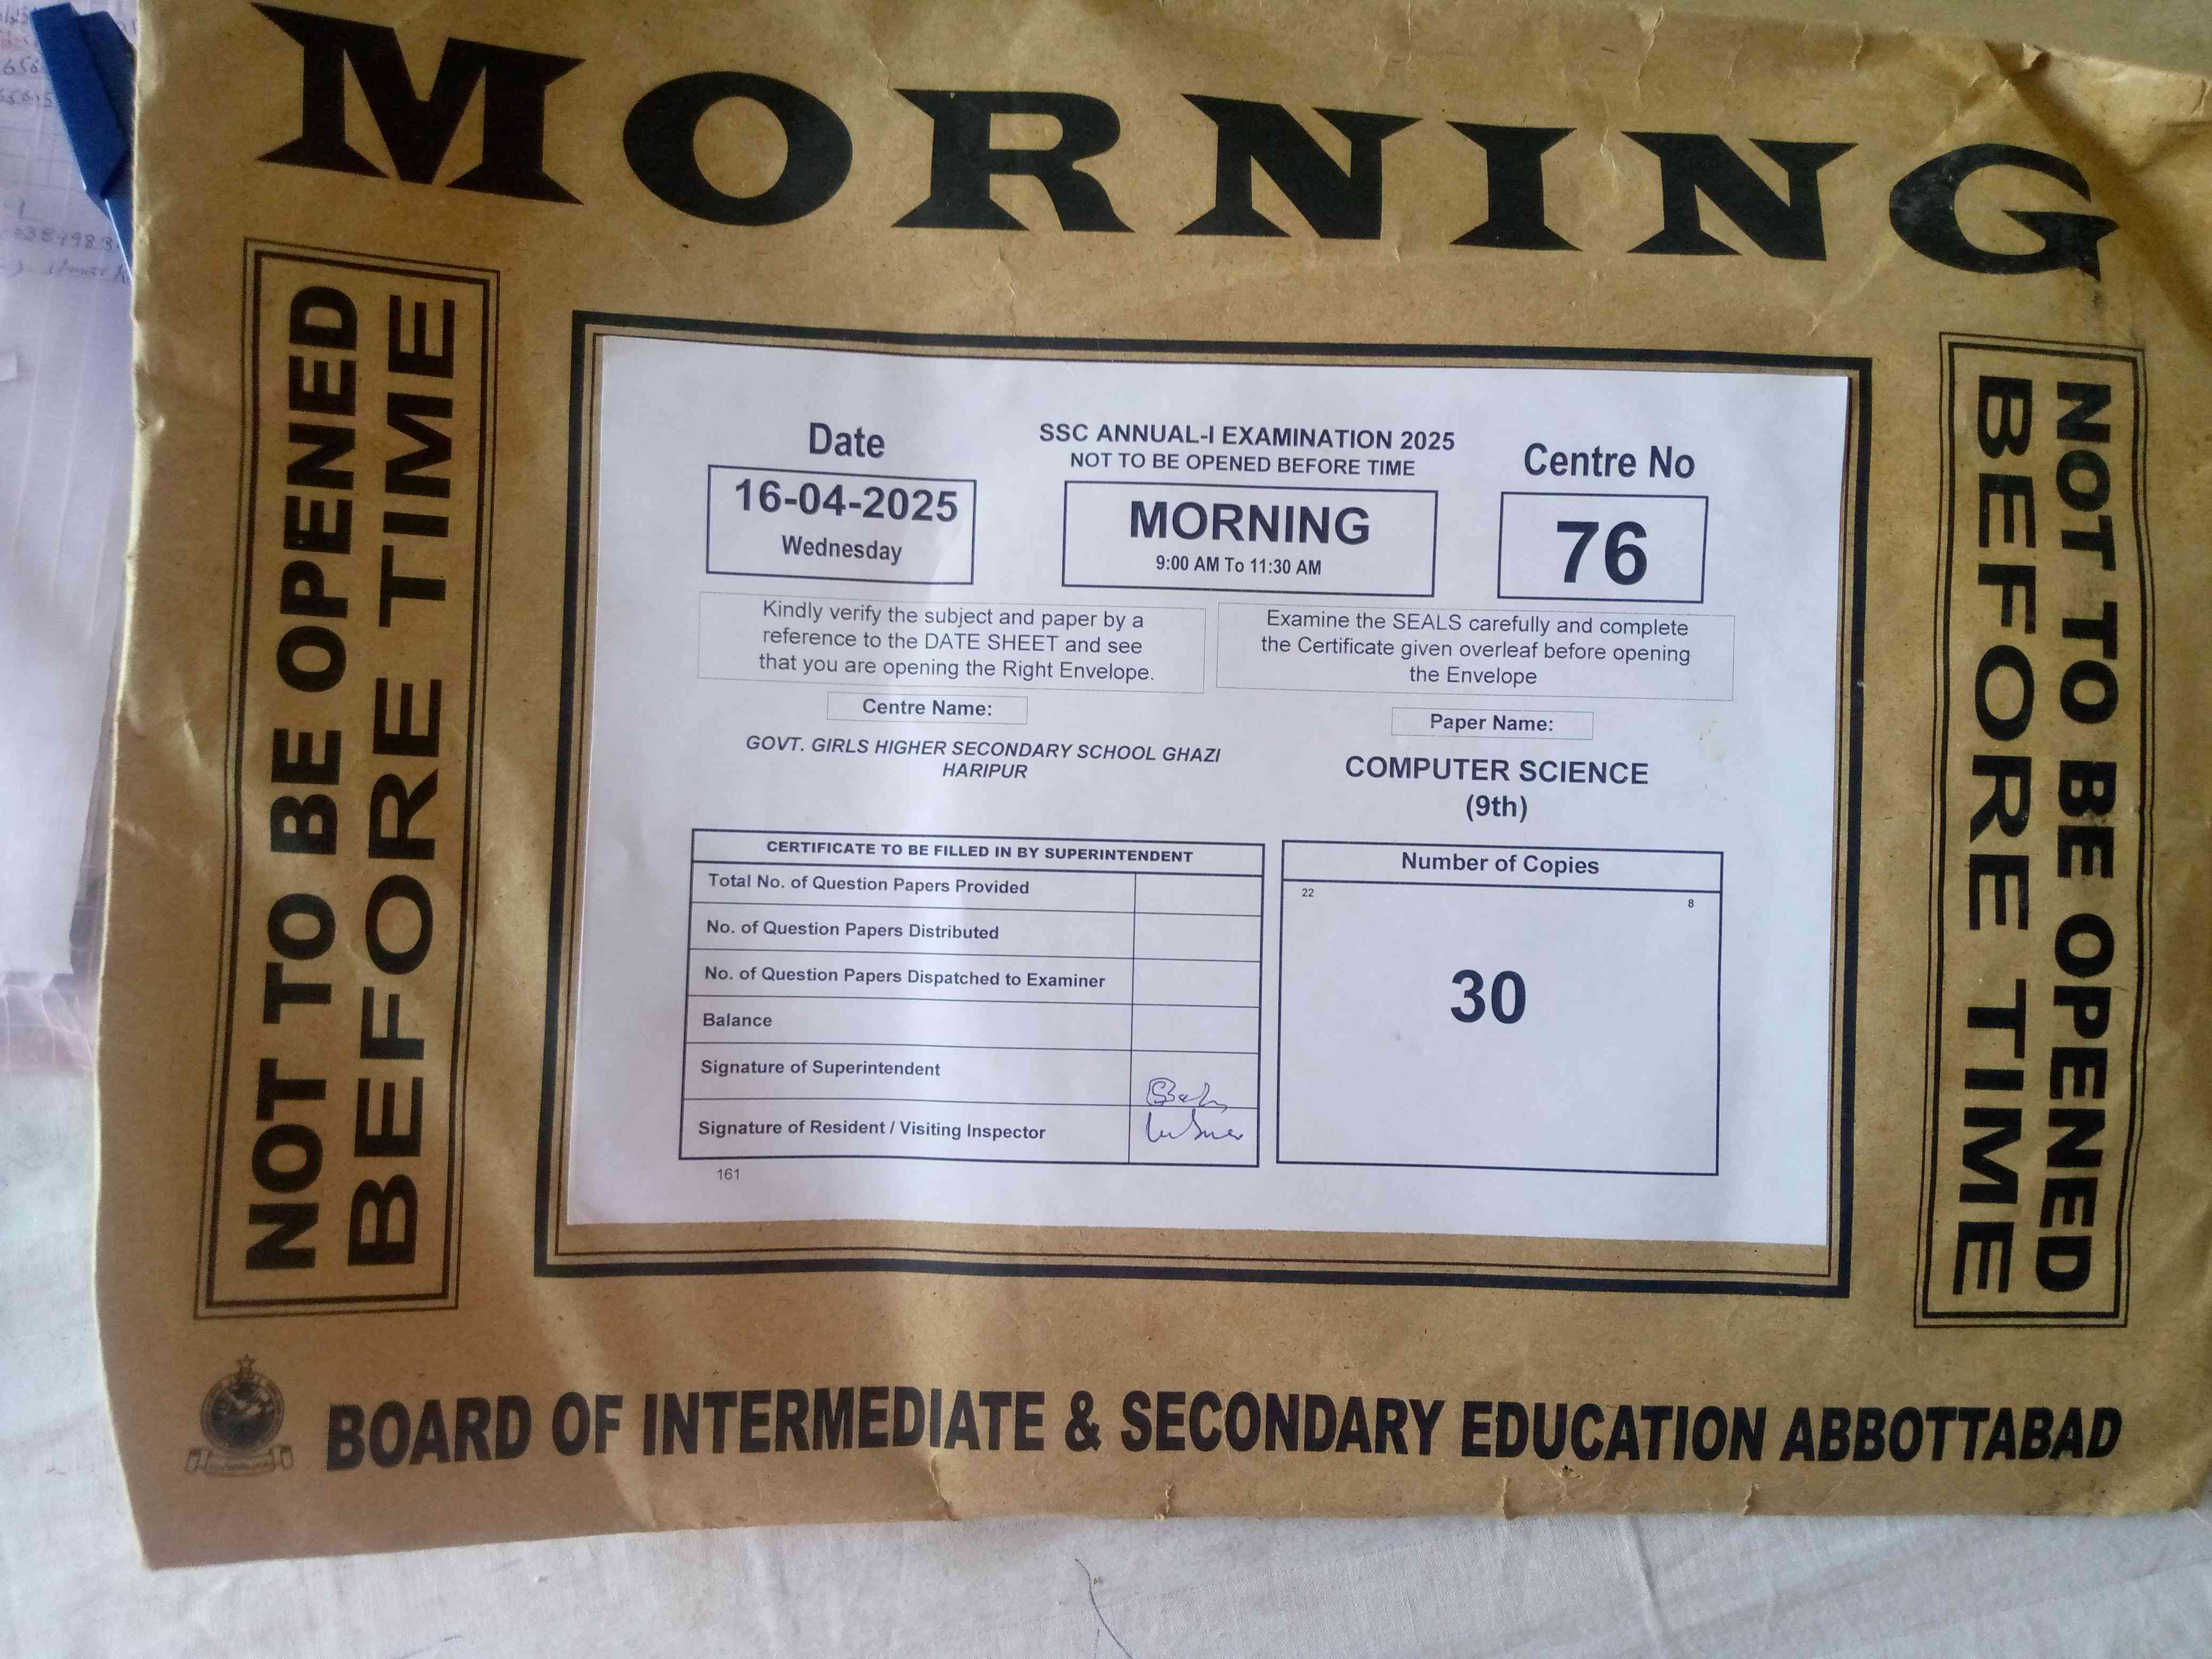 MORNING
NOT TO BE OPENED
BEFORE TIME
Date
16-04-2025
Wednesday
SSC ANNUAL-I EXAMINATION 2025
NOT TO BE OPENED BEFORE TIME
MORNING
9:00 AM To 11:30 AM
Centre No
76
Kindly verify the subject and paper by a
reference to the DATE SHEET and see
that you are opening the Right Envelope.
Examine the SEALS carefully and complete
the Certificate given overleaf before opening
the Envelope
Centre Name:
GOVT. GIRLS HIGHER SECONDARY SCHOOL GHAZI
HARIPUR
Paper Name:
COMPUTER SCIENCE
(9th)
CERTIFICATE TO BE FILLED IN BY SUPERINTENDENT
Total No. of Question Papers Provided
No. of Question Papers Distributed
No. of Question Papers Dispatched to Examiner
Balance
Signature of Superintendent
Signature of Resident / Visiting Inspector
161
Number of Copies
22
8
30
NOT TO BE OPENED
BEFORE TIME
BOARD OF INTERMEDIATE & SECONDARY EDUCATION ABBOTTABAD